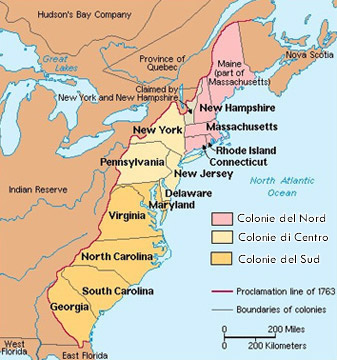 Hudson's Bay Company
Great
Lakes
Province of
Quebec
Maine
(part of
Massachusetts)
Nova Scotia
Claimed by
New York and New Hampshire
New Hampshire
New York
Massachusetts
Rhode Island
Connecticut
Pennsylvania
New Jersey
North Atlantic
Ocean
Indian Reserve
Delaware
Maryland
Virginia
Colonie del Nord
Colonie di Centro
Colonie del Sud
North Carolina
South Carolina
Georgia
Proclamation line of 1763
Boundaries of colonies
0 200 Miles
0 200 Kilometers
West
Florida
East Florida